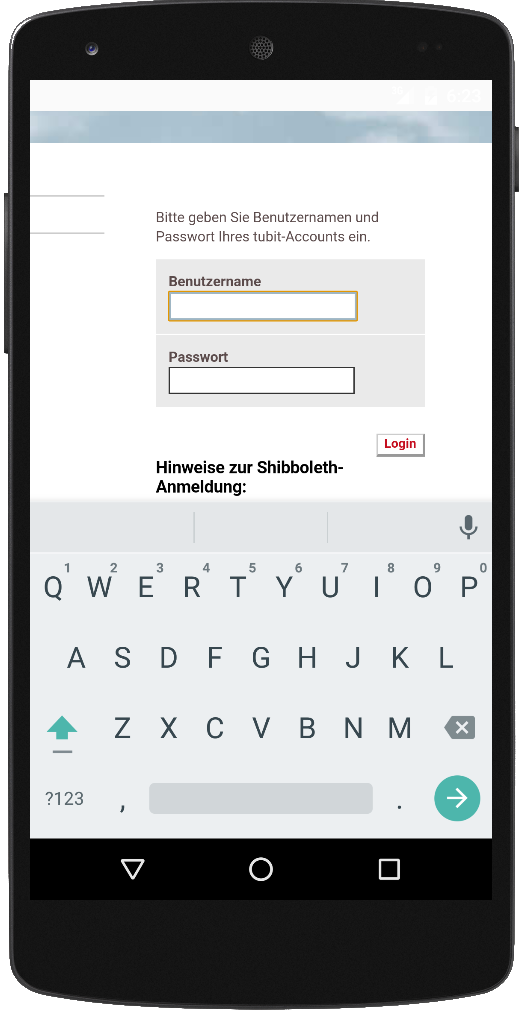 6:23
Bitte geben Sie Benutzernamen und
Passwort Ihres tubit-Accounts ein.
Benutzername
Passwort
Login
Hinweise zur Shibboleth-
Anmeldung:
1 2 3 4 5 6 7 8 9 0
Q W E R T Y U I O P
A S D F G H J K L
Z X C V B N M
?123 , .